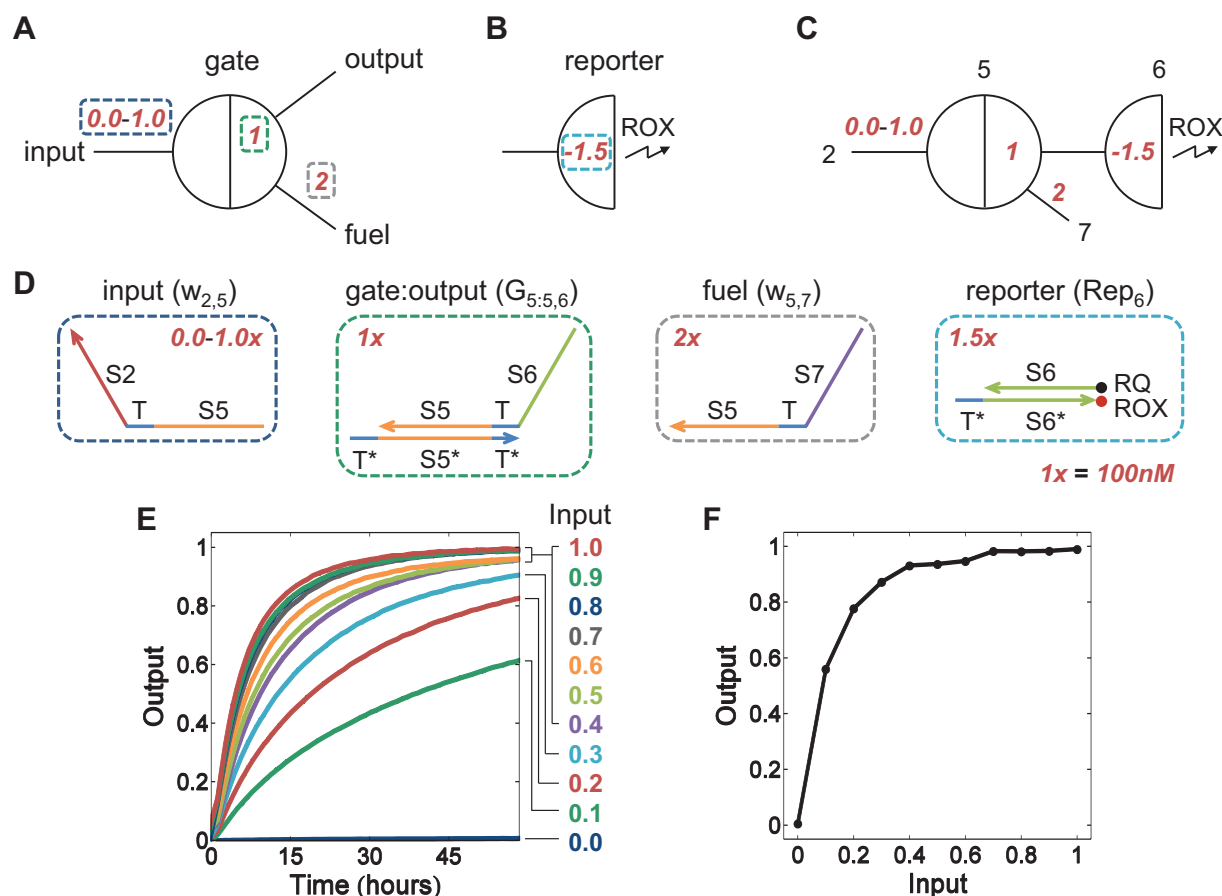 A
gate
output
0.0-1.0
input
1
2
fuel
B
reporter
-1.5
ROX
C
5
6
0.0-1.0
2
1
-1.5
ROX
2
7
D
input (w2,5)
0.0-1.0x
S2
T
S5
gate:output (G5:5,6)
1x
S6
S5
T
T*
S5*
T*
fuel (w5,7)
2x
S7
S5
T
reporter (Rep6)
1.5x
S6
RQ
ROX
T*
S6*
1x = 100nM
E
Input
1
0.8
0.6
0.4
0.2
0
Output
0
15
30
45
Time (hours)
1.0
0.9
0.8
0.7
0.6
0.5
0.4
0.3
0.2
0.1
0.0
F
1
0.8
0.6
0.4
0.2
0
Output
0
0.2
0.4
0.6
0.8
1
Input